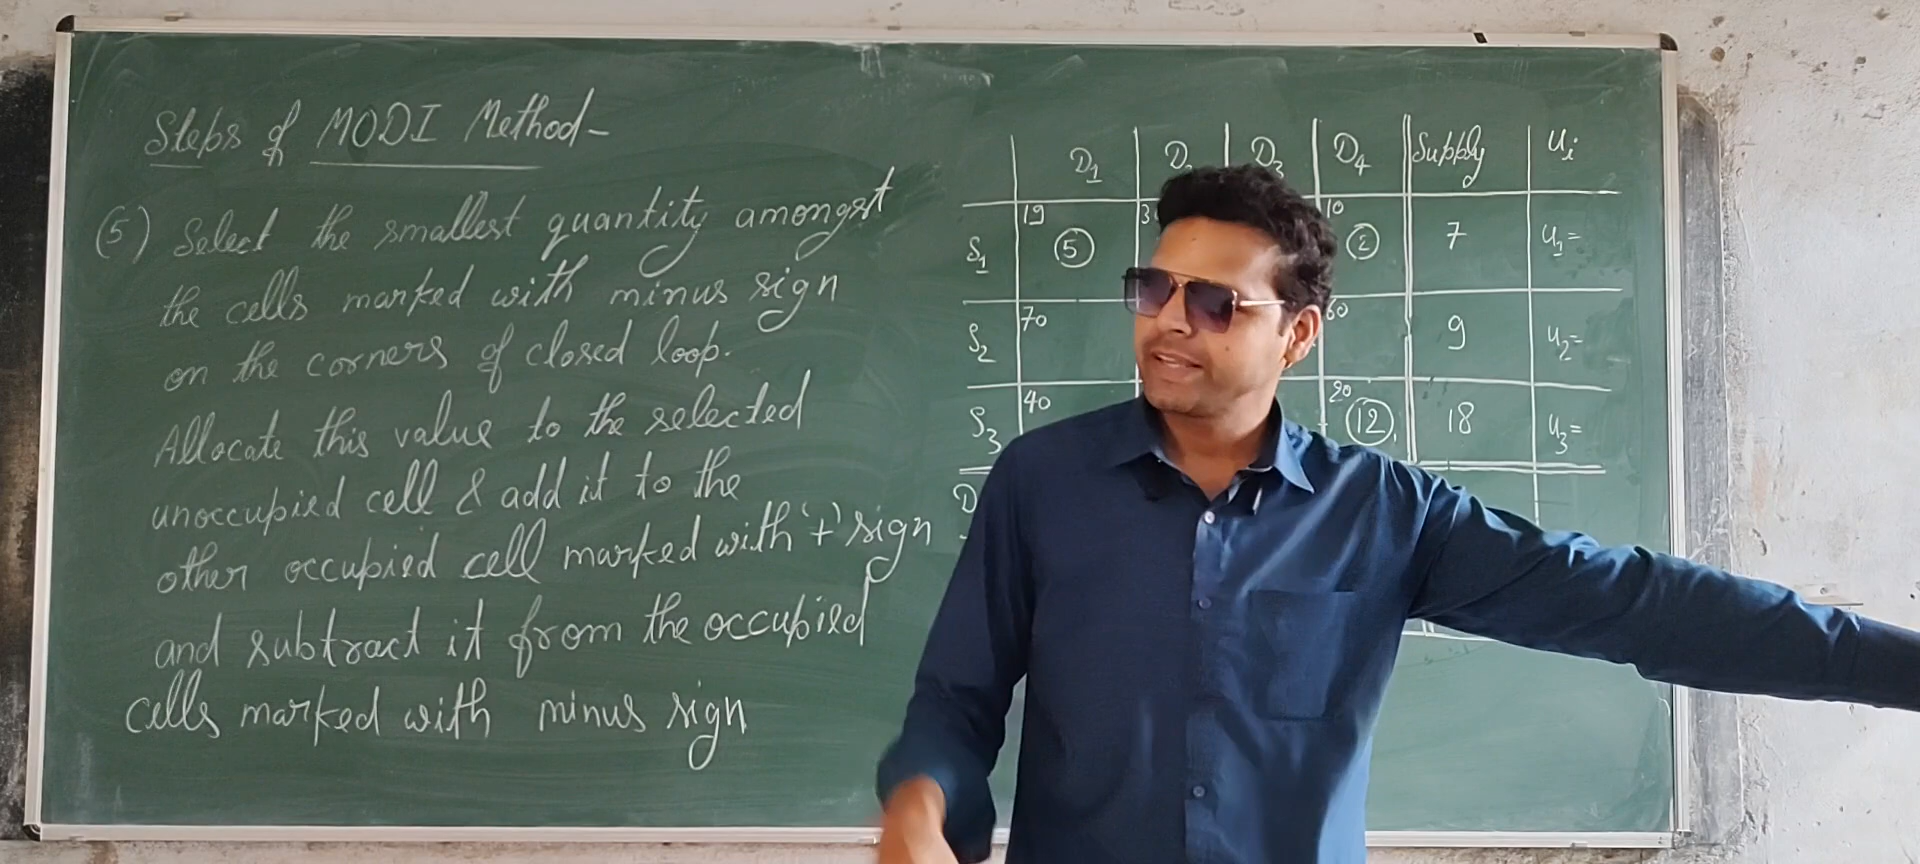 Steps of MODI Method-
(5) Select the smallest quantity amongst
the cells marked with minus sign
on the corners of closed loop.
Allocate this value to the selected
unoccupied cell & add it to the
other occupied cell marked with '+' sign
and subtract it from the occupied
cells marked with minus sign
D1 D3 D4 Supply ui
S1 19 5 10 2 7 u1=
S2 70 60 9 u2=
S3 40 20 12 18 u3=
D